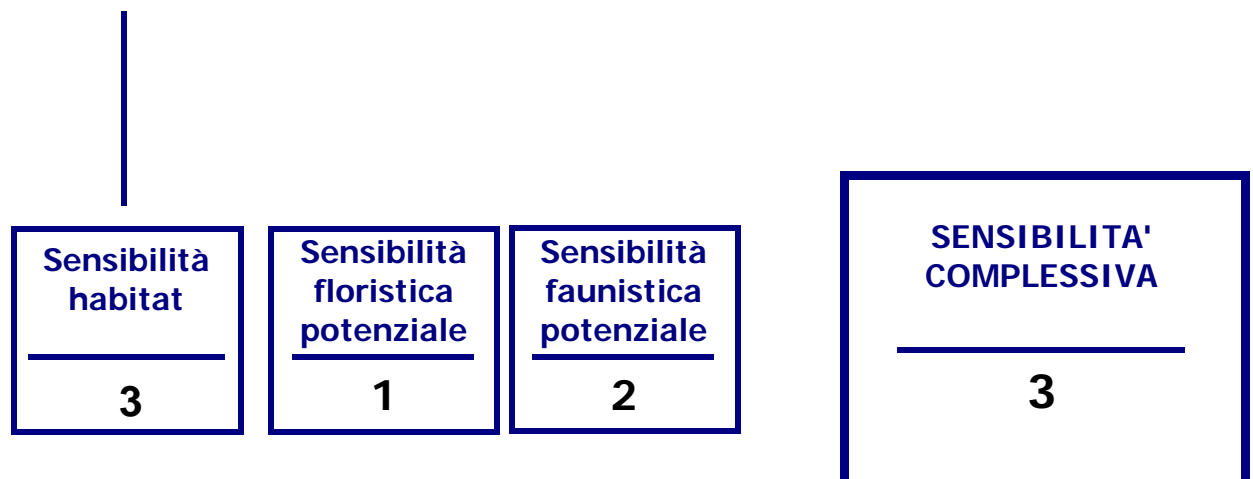 Sensibilità
habitat
3
Sensibilità
floristica
potenziale
1
Sensibilità
faunistica
potenziale
2
SENSIBILITA'
COMPLESSIVA
3